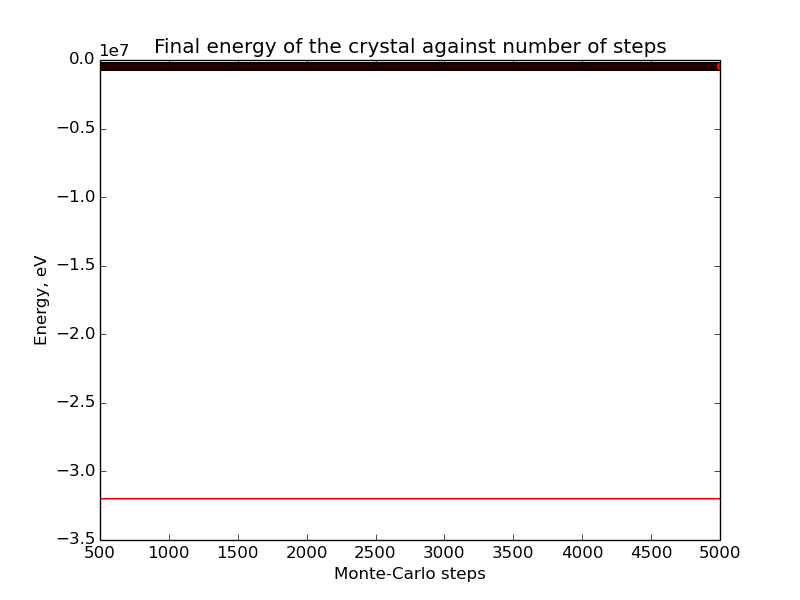 Final energy of the crystal against number of steps
1e7
0.0
−0.5
−1.0
−1.5
−2.0
−2.5
−3.0
−3.5
Energy, eV
500 1000 1500 2000 2500 3000 3500 4000 4500 5000
Monte-Carlo steps